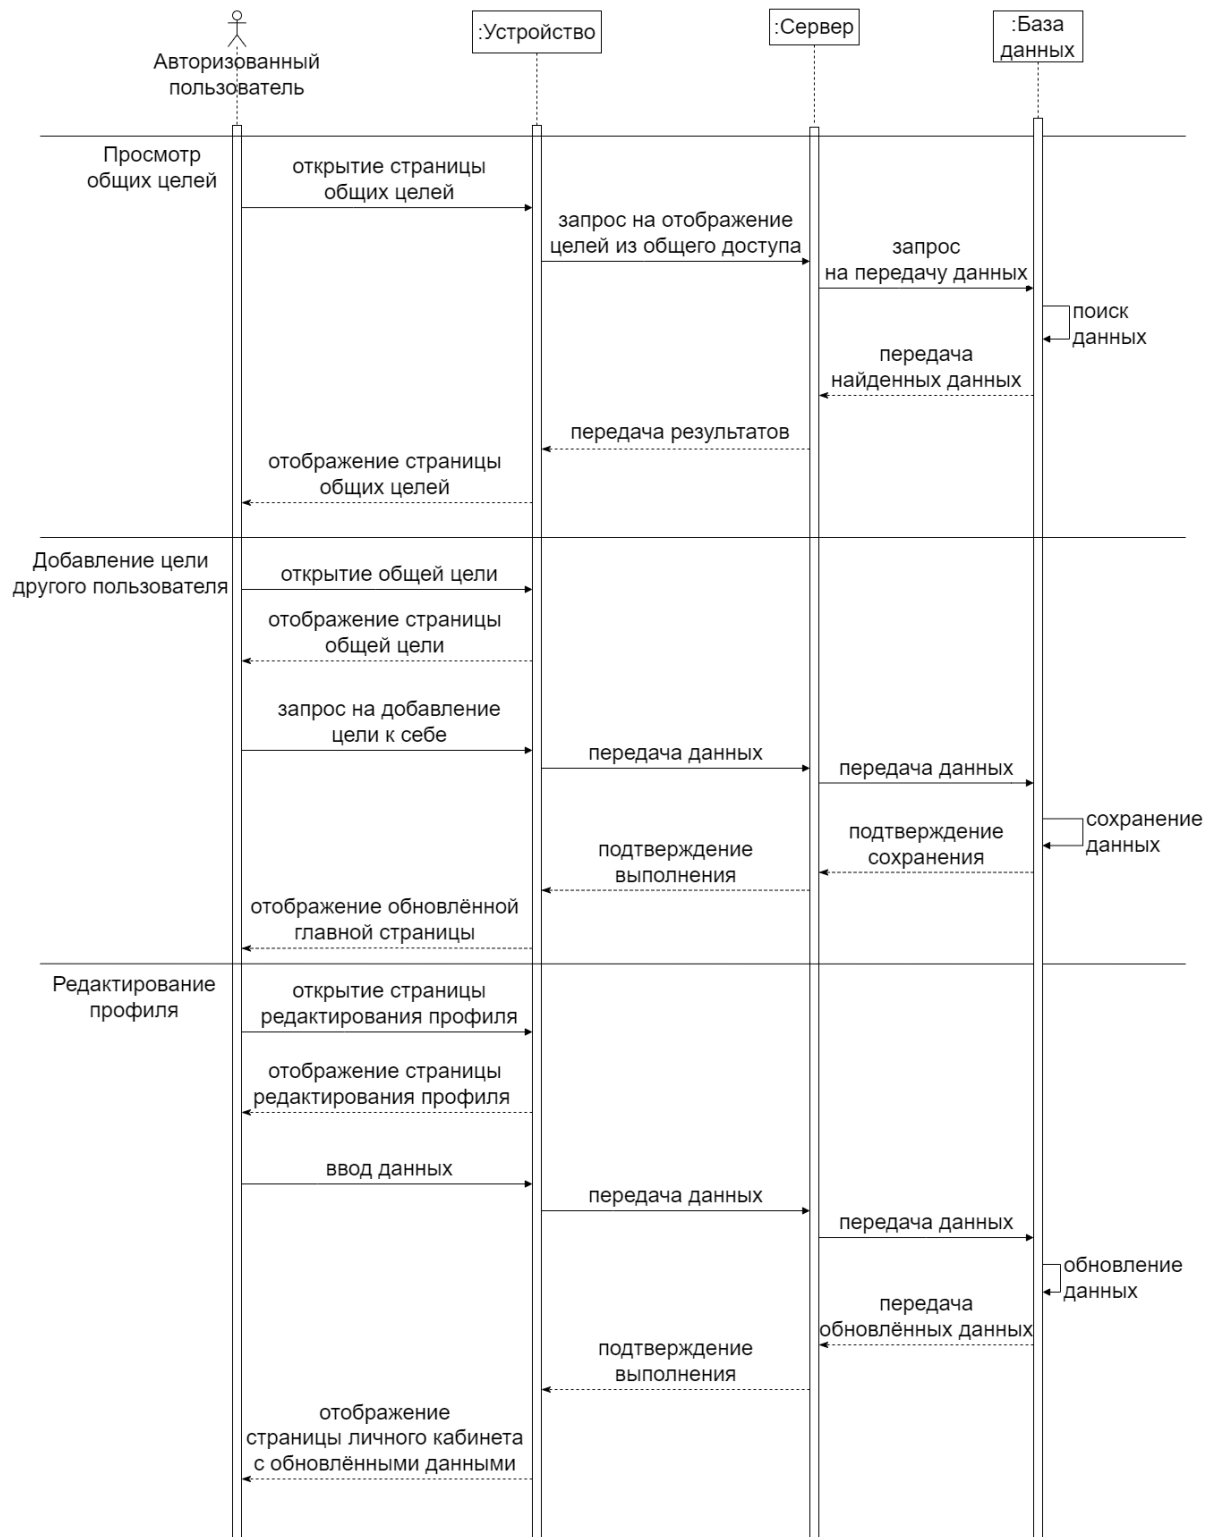 Авторизованный
пользователь
:Устройство
:Сервер
:База
данных
Просмотр
общих целей
открытие страницы
общих целей
запрос на отображение
целей из общего доступа
запрос
на передачу данных
поиск
данных
передача
найденных данных
передача результатов
отображение страницы
общих целей
Добавление цели
другого пользователя
открытие общей цели
отображение страницы
общей цели
запрос на добавление
цели к себе
передача данных
передача данных
сохранение
данных
подтверждение
сохранения
подтверждение
выполнения
отображение обновлённой
главной страницы
Редактирование
профиля
открытие страницы
редактирования профиля
отображение страницы
редактирования профиля
ввод данных
передача данных
передача данных
обновление
данных
передача
обновлённых данных
подтверждение
выполнения
отображение
страницы личного кабинета
с обновлёнными данными